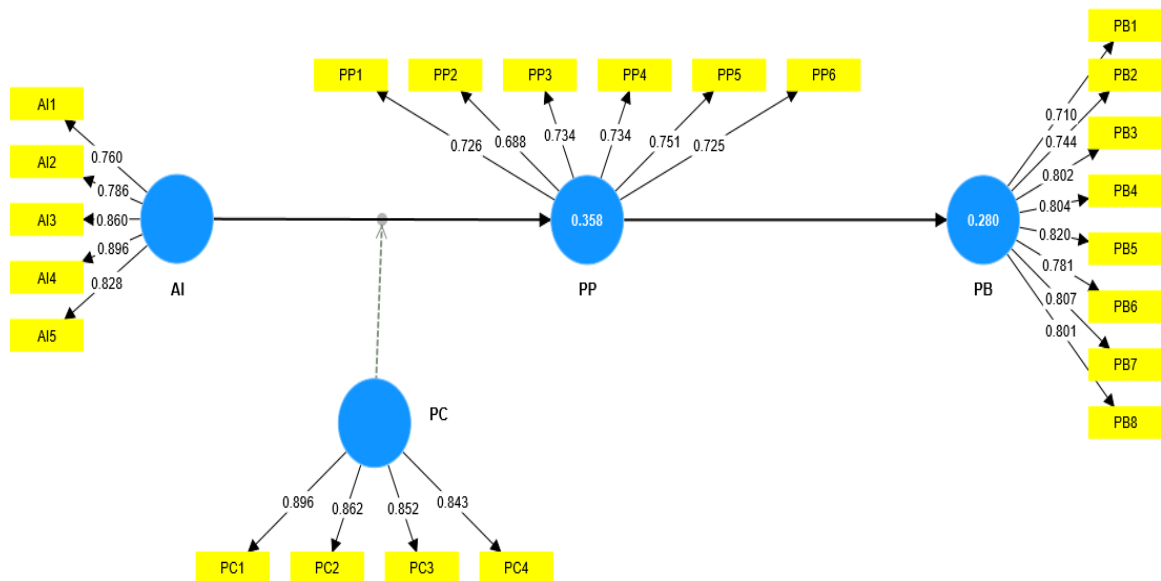 PB1
PP1 PP2 PP3 PP4 PP5 PP6 PB2
AI1
0.710
PB3
0.726 0.688 0.734 0.734 0.751 0.725 0.744
AI2
0.760
0.802
PB4
0.786
0.804
AI3 0.860 0.358 0.280
0.820
PB5
0.896
0.781
AI4
0.828
AI PP PB
0.807
PB6
0.801
AI5
PB7
PC
PB8
0.896 0.862 0.852 0.843
PC1 PC2 PC3 PC4